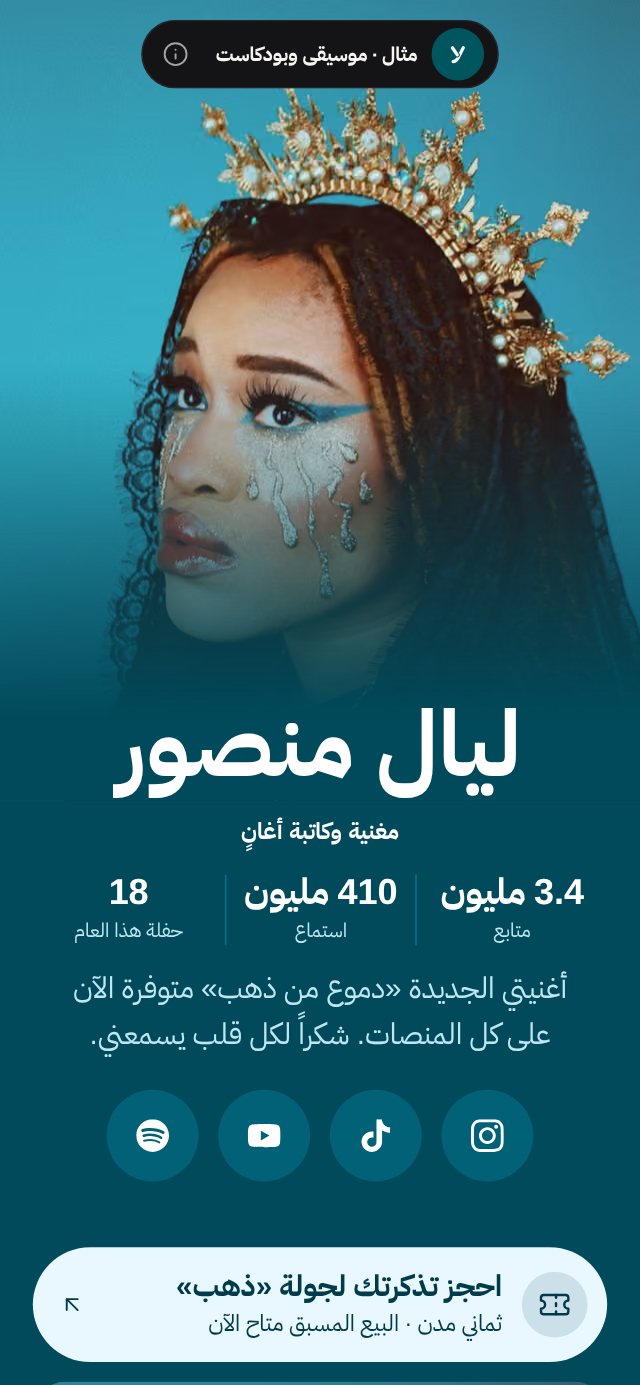 لا
مثال · موسيقى وبودكاست
ليال منصور
مغنية وكاتبة أغانٍ
3.4 مليون
متابع
410 مليون
استماع
18
حفلة هذا العام
أغنيتي الجديدة «دموع من ذهب» متوفرة الآن
على كل المنصات. شكراً لكل قلب يسمعني.
احجز تذكرتك لجولة «ذهب»
ثماني مدن · البيع المسبق متاح الآن